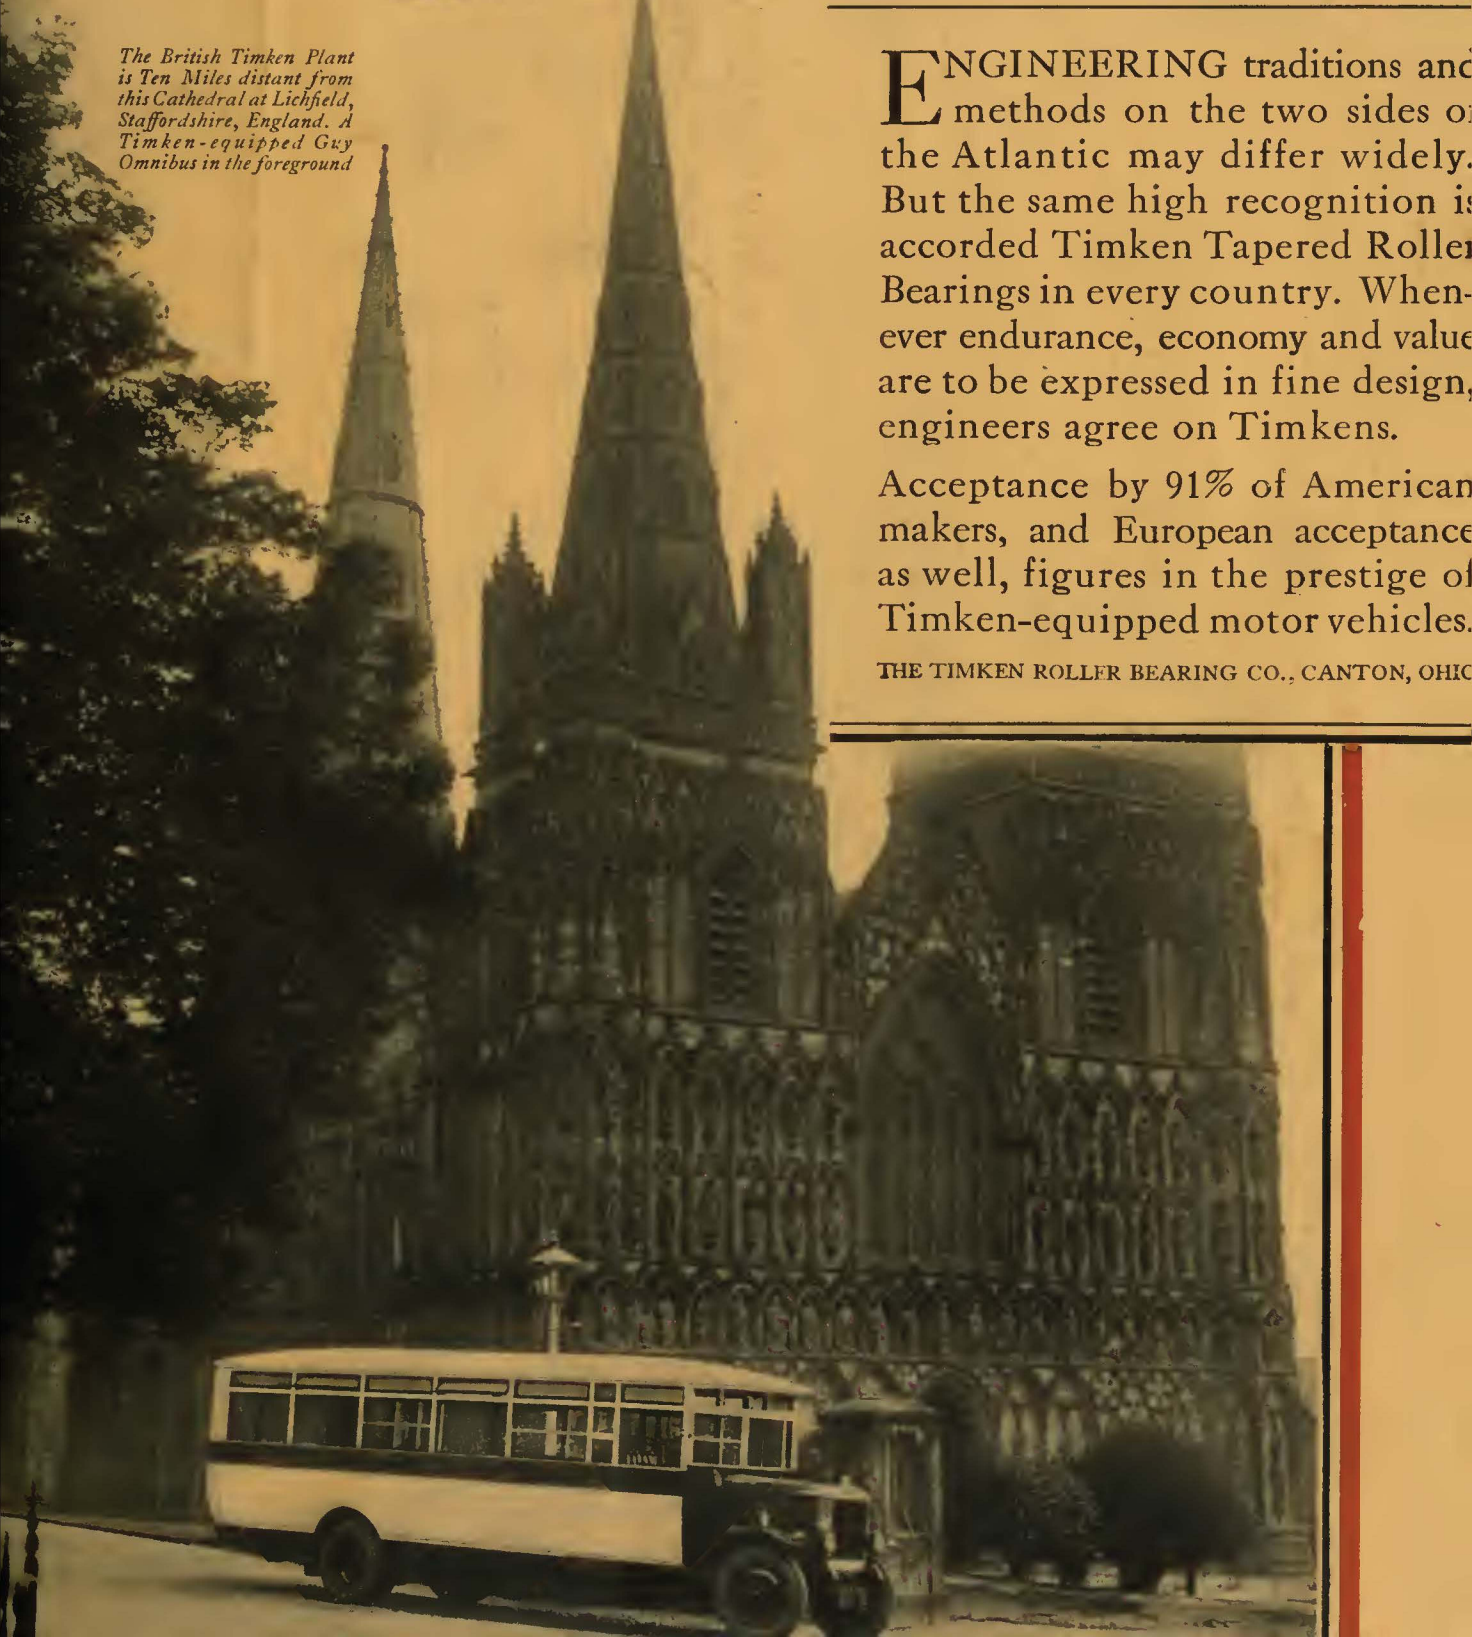 The British Timken Plant
is Ten Miles distant from
this Cathedral at Lichfield,
Staffordshire, England. A
Timken-equipped Guy
Omnibus in the foreground
ENGINEERING traditions and
methods on the two sides of
the Atlantic may differ widely.
But the same high recognition is
accorded Timken Tapered Roller
Bearings in every country. When-
ever endurance, economy and value
are to be expressed in fine design,
engineers agree on Timkens.
Acceptance by 91% of American
makers, and European acceptance
as well, figures in the prestige of
Timken-equipped motor vehicles.
THE TIMKEN ROLLER BEARING CO., CANTON, OHIO